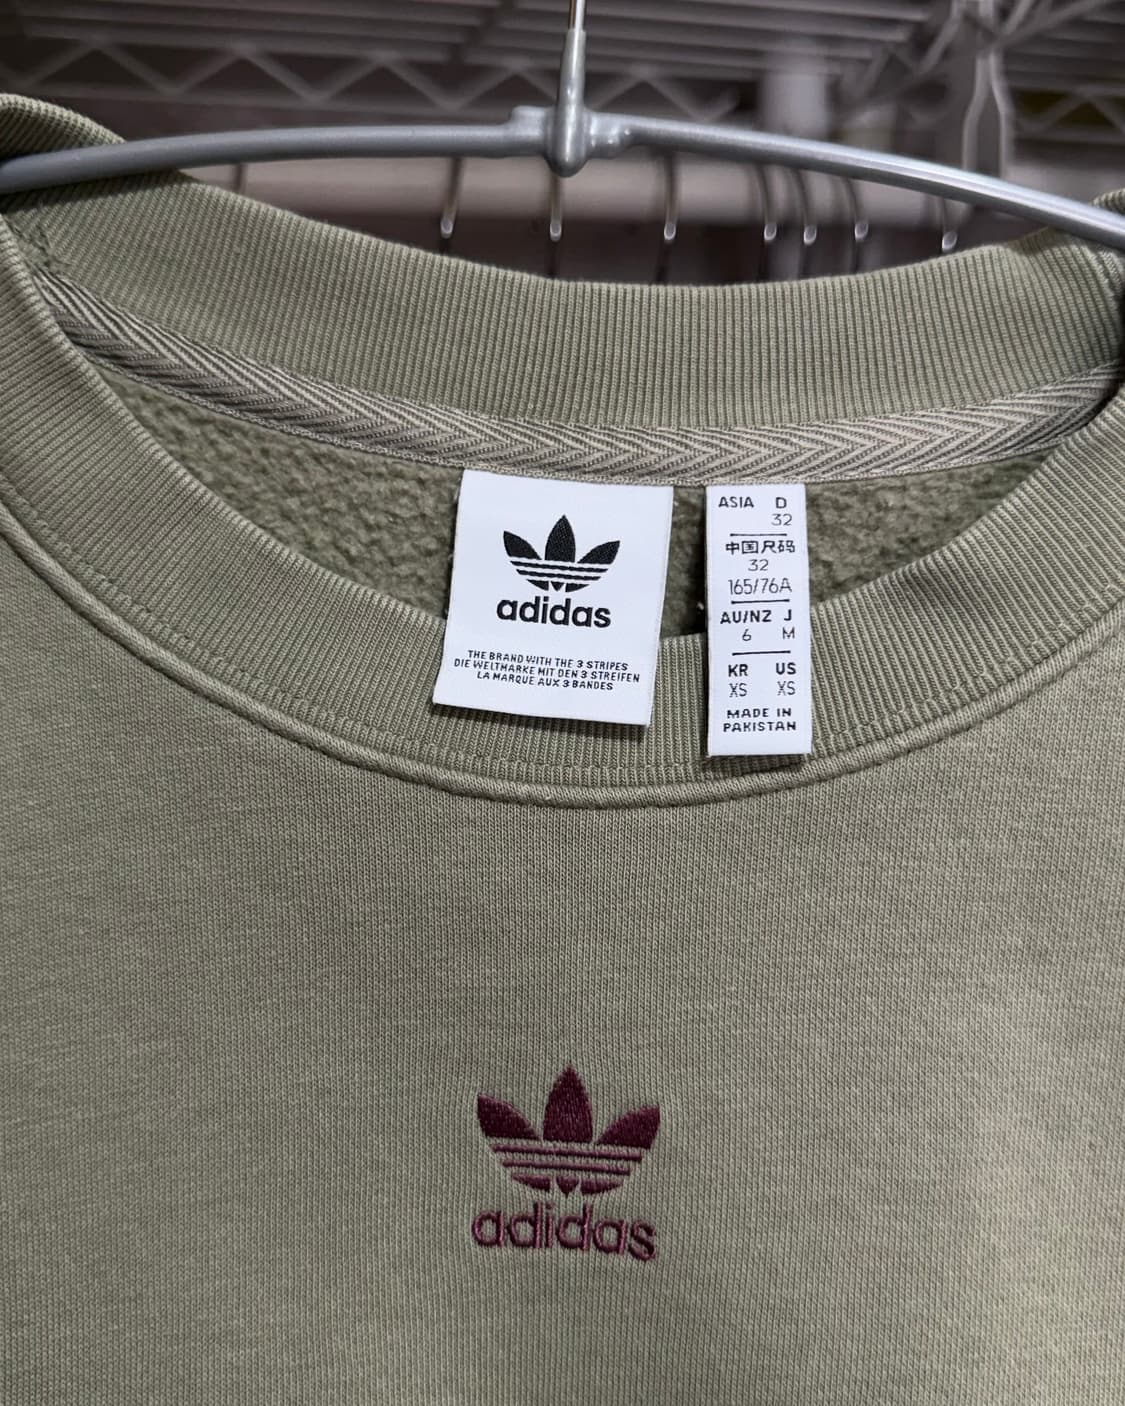 adidas
THE BRAND WITH THE 3 STRIPES
DIE WELTMARKE MIT DEN 3 STREIFEN
LA MARQUE AUX 3 BANDES
ASIA D
32
中国尺码
32
165/76A
AU/NZ J
6 M
KR US
XS XS
MADE IN
PAKISTAN
adidas